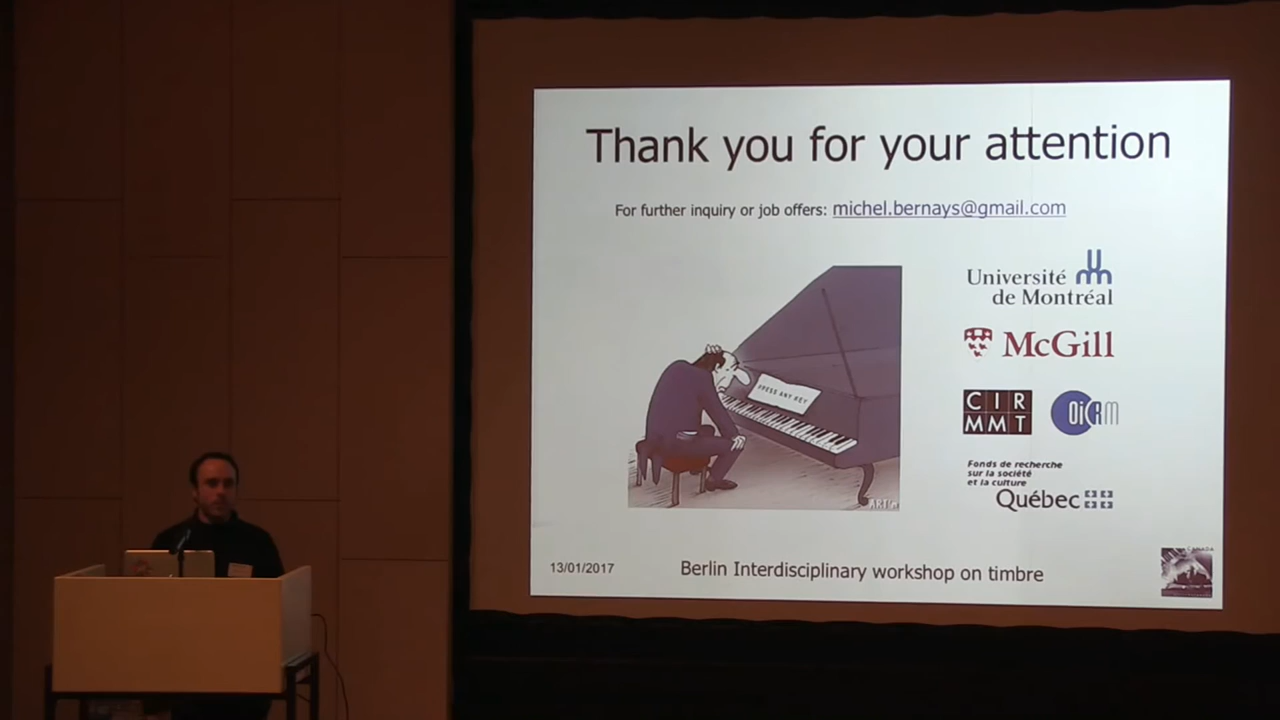 Thank you for your attention
For further inquiry or job offers: michel.bernays@gmail.com
Université
de Montréal
McGill
PRESS ANY KEY
CIR
MMT
OICRM
Fonds de recherche
sur la société
et la culture
Québec
13/01/2017
Berlin Interdisciplinary workshop on timbre
CANADA